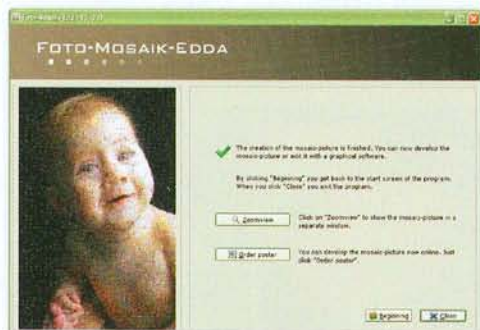 FOTO-MOSAIK-EDDA
The creation of the mosaic-picture is finished. You can now develop the
mosaic-picture or edit it with a graphical software.
By clicking "Beginning" you get back to the start screen of the program.
When you click "Close" you exit the program.
Zoomview
Click on "Zoomview" to show the mosaic-picture in a
separate window.
Order poster
You can develop the mosaic-picture now online. Just
click "Order poster".
Beginning
Close